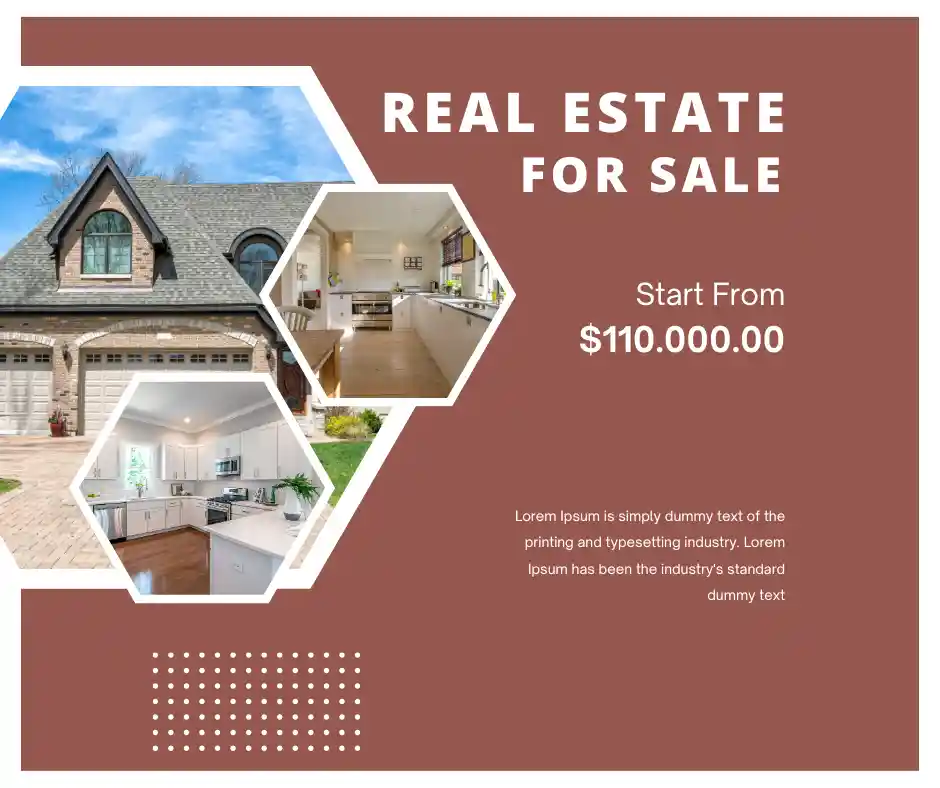 REAL ESTATE
FOR SALE
Start From
$110.000.00
Lorem Ipsum is simply dummy text of the
printing and typesetting industry. Lorem
Ipsum has been the industry's standard
dummy text